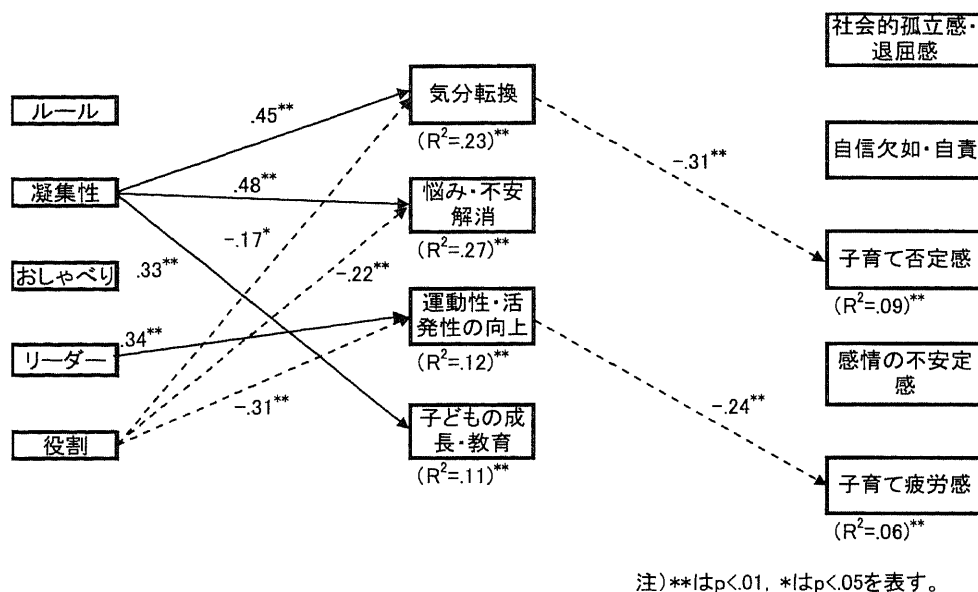 ルール
凝集性
おしゃべり
リーダー
役割
.45**
.48**
-.17*
.33**
-.22**
.34**
-.31**
気分転換
(R²=.23)**
悩み・不安
解消
(R²=.27)**
運動性・活
発性の向上
(R²=.12)**
子どもの成
長・教育
(R²=.11)**
-.31**
-.24**
社会的孤立感・
退屈感
自信欠如・自責
子育て否定感
(R²=.09)**
感情の不安定
感
子育て疲労感
(R²=.06)**
注)**はp<.01, *はp<.05を表す。